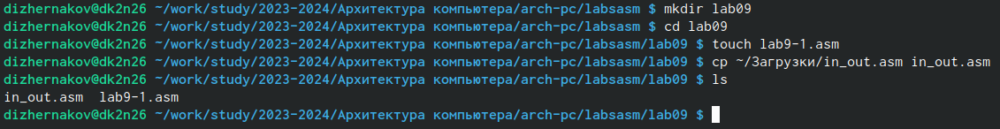 dizhernakov@dk2n26 ~/work/study/2023-2024/Архитектура компьютера/arch-pc/labsasm $ mkdir lab09
dizhernakov@dk2n26 ~/work/study/2023-2024/Архитектура компьютера/arch-pc/labsasm $ cd lab09
dizhernakov@dk2n26 ~/work/study/2023-2024/Архитектура компьютера/arch-pc/labsasm/lab09 $ touch lab9-1.asm
dizhernakov@dk2n26 ~/work/study/2023-2024/Архитектура компьютера/arch-pc/labsasm/lab09 $ cp ~/Загрузки/in_out.asm in_out.asm
dizhernakov@dk2n26 ~/work/study/2023-2024/Архитектура компьютера/arch-pc/labsasm/lab09 $ ls
in_out.asm  lab9-1.asm
dizhernakov@dk2n26 ~/work/study/2023-2024/Архитектура компьютера/arch-pc/labsasm/lab09 $